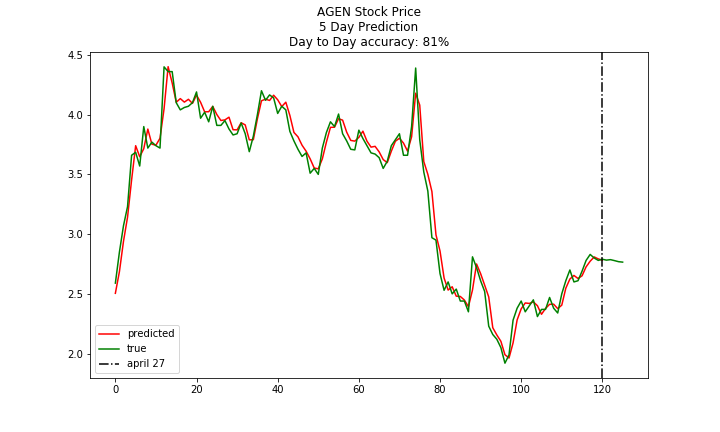 AGEN Stock Price
5 Day Prediction
Day to Day accuracy: 81%
4.5
4.0
3.5
3.0
2.5
2.0
predicted
true
april 27
0 20 40 60 80 100 120